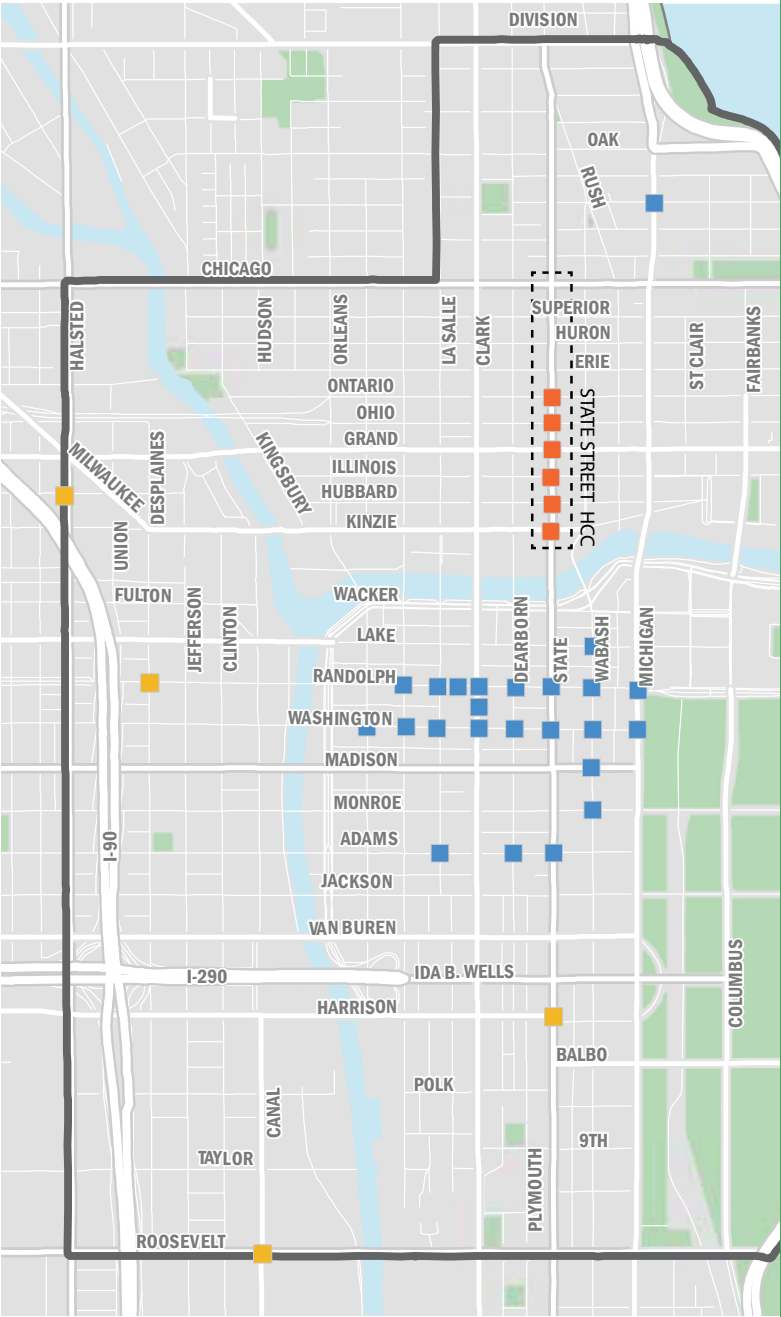 DIVISION
OAK
RUSH
CHICAGO
HALSTED
HUDSON
ORLEANS
LA SALLE
CLARK
SUPERIOR
HURON
ERIE
ST CLAIR
FAIRBANKS
ONTARIO
OHIO
GRAND
ILLINOIS
HUBBARD
KINZIE
STATE STREET HCC
MILWAUKEE
DESPLAINES
KINGSBURY
UNION
FULTON
JEFFERSON
CLINTON
WACKER
LAKE
DEARBORN
STATE
WABASH
MICHIGAN
RANDOLPH
WASHINGTON
MADISON
MONROE
ADAMS
I-90
JACKSON
VAN BUREN
I-290
IDA B. WELLS
COLUMBUS
HARRISON
BALBO
POLK
CANAL
9TH
TAYLOR
PLYMOUTH
ROOSEVELT